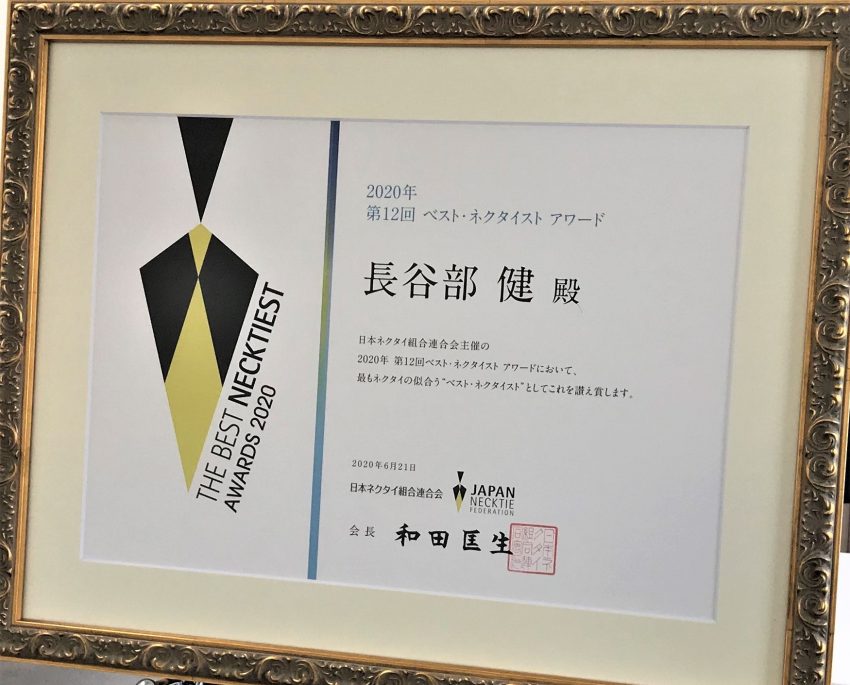 THE BEST NECKTIEST
AWARDS 2020
2020年
第12回 ベスト・ネクタイスト アワード
長谷部 健 殿
日本ネクタイ組合連合会主催の
2020年 第12回ベスト・ネクタイスト アワードにおいて、
最もネクタイの似合う“ベスト・ネクタイスト”としてこれを讃え賞します。
2020年6月21日
日本ネクタイ組合連合会
JAPAN
NECKTIE
FEDERATION
会長 和田匡生